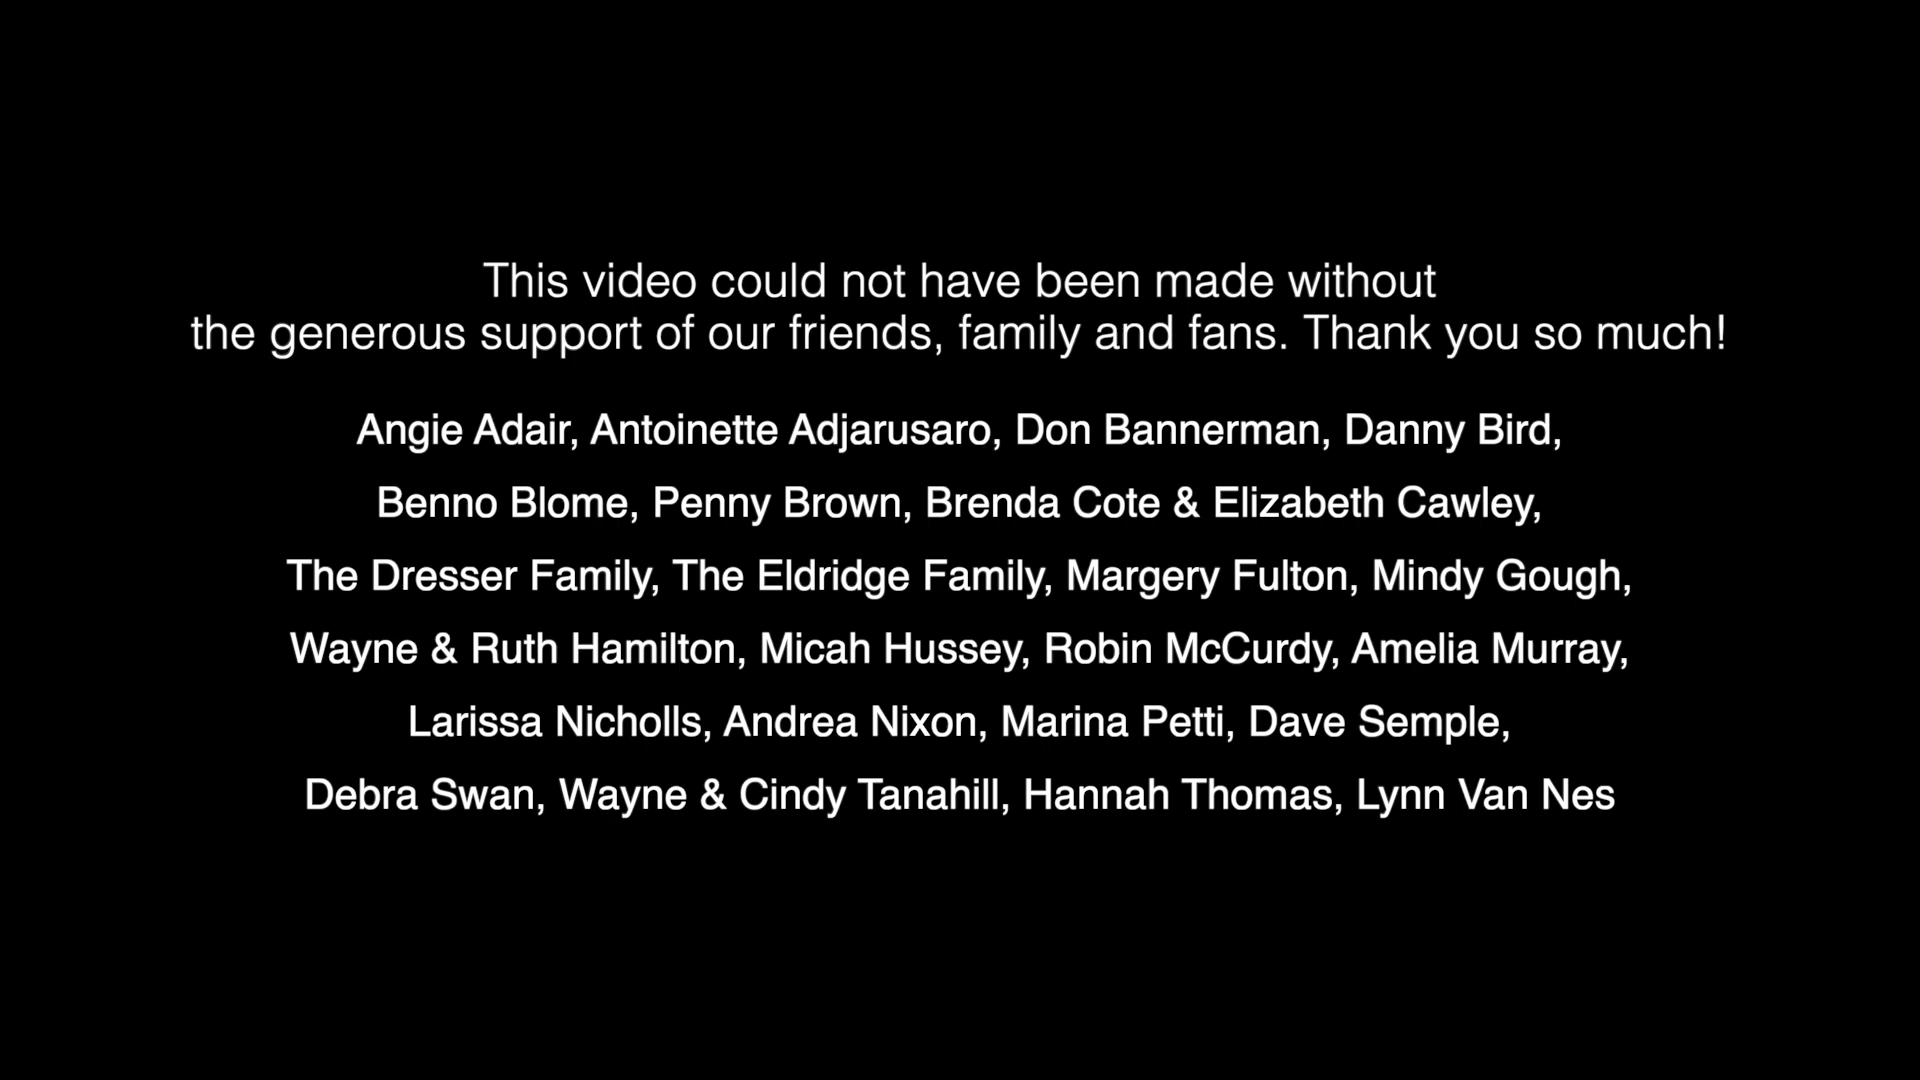 This video could not have been made without
the generous support of our friends, family and fans. Thank you so much!
Angie Adair, Antoinette Adjarusaro, Don Bannerman, Danny Bird,
Benno Blome, Penny Brown, Brenda Cote & Elizabeth Cawley,
The Dresser Family, The Eldridge Family, Margery Fulton, Mindy Gough,
Wayne & Ruth Hamilton, Micah Hussey, Robin McCurdy, Amelia Murray,
Larissa Nicholls, Andrea Nixon, Marina Petti, Dave Semple,
Debra Swan, Wayne & Cindy Tanahill, Hannah Thomas, Lynn Van Nes